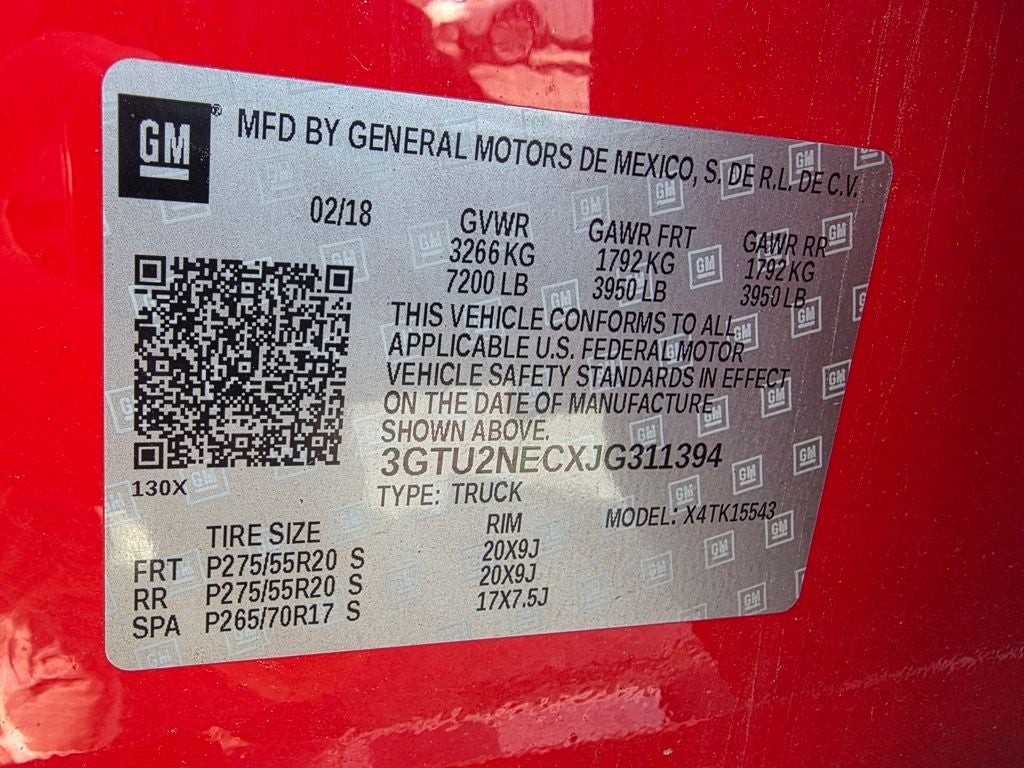 GM
MFD BY GENERAL MOTORS DE MEXICO, S. DE R.L. DE C.V.
02/18
GVWR
3266 KG
7200 LB
GAWR FRT
1792 KG
3950 LB
GAWR RR
1792 KG
3950 LB
THIS VEHICLE CONFORMS TO ALL
APPLICABLE U.S. FEDERAL MOTOR
VEHICLE SAFETY STANDARDS IN EFFECT
ON THE DATE OF MANUFACTURE
SHOWN ABOVE.
3GTU2NECXJG311394
130X
TYPE: TRUCK
MODEL: X4TK15543
TIRE SIZE RIM
FRT P275/55R20 S 20X9J
RR P275/55R20 S 20X9J
SPA P265/70R17 S 17X7.5J